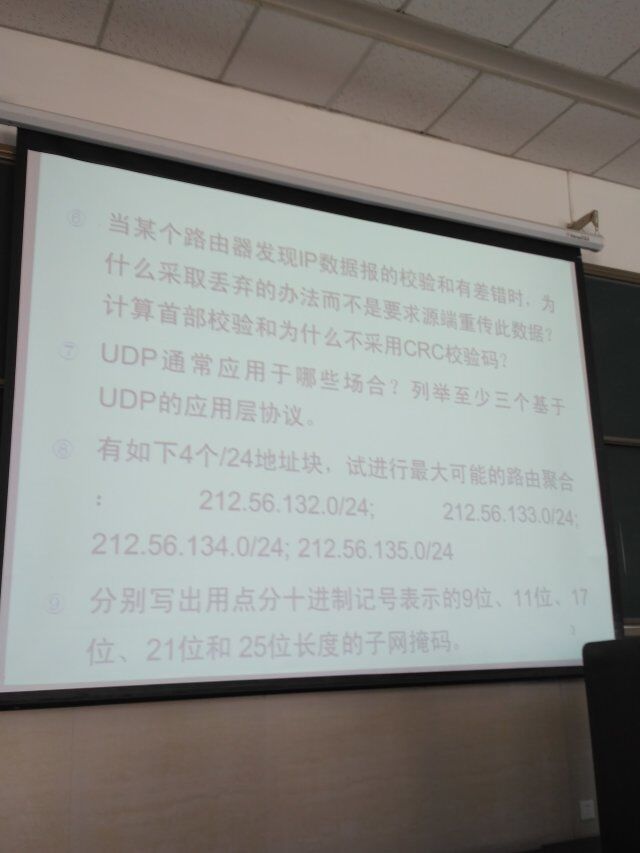 ⑥ 当某个路由器发现IP数据报的校验和有差错时，为
什么采取丢弃的办法而不是要求源端重传此数据？
计算首部校验和为什么不采用CRC校验码？
⑦ UDP通常应用于哪些场合？列举至少三个基于
UDP的应用层协议。
⑧ 有如下4个/24地址块，试进行最大可能的路由聚合
： 212.56.132.0/24; 212.56.133.0/24;
212.56.134.0/24; 212.56.135.0/24
⑨ 分别写出用点分十进制记号表示的9位、11位、17
位、21位和 25位长度的子网掩码。